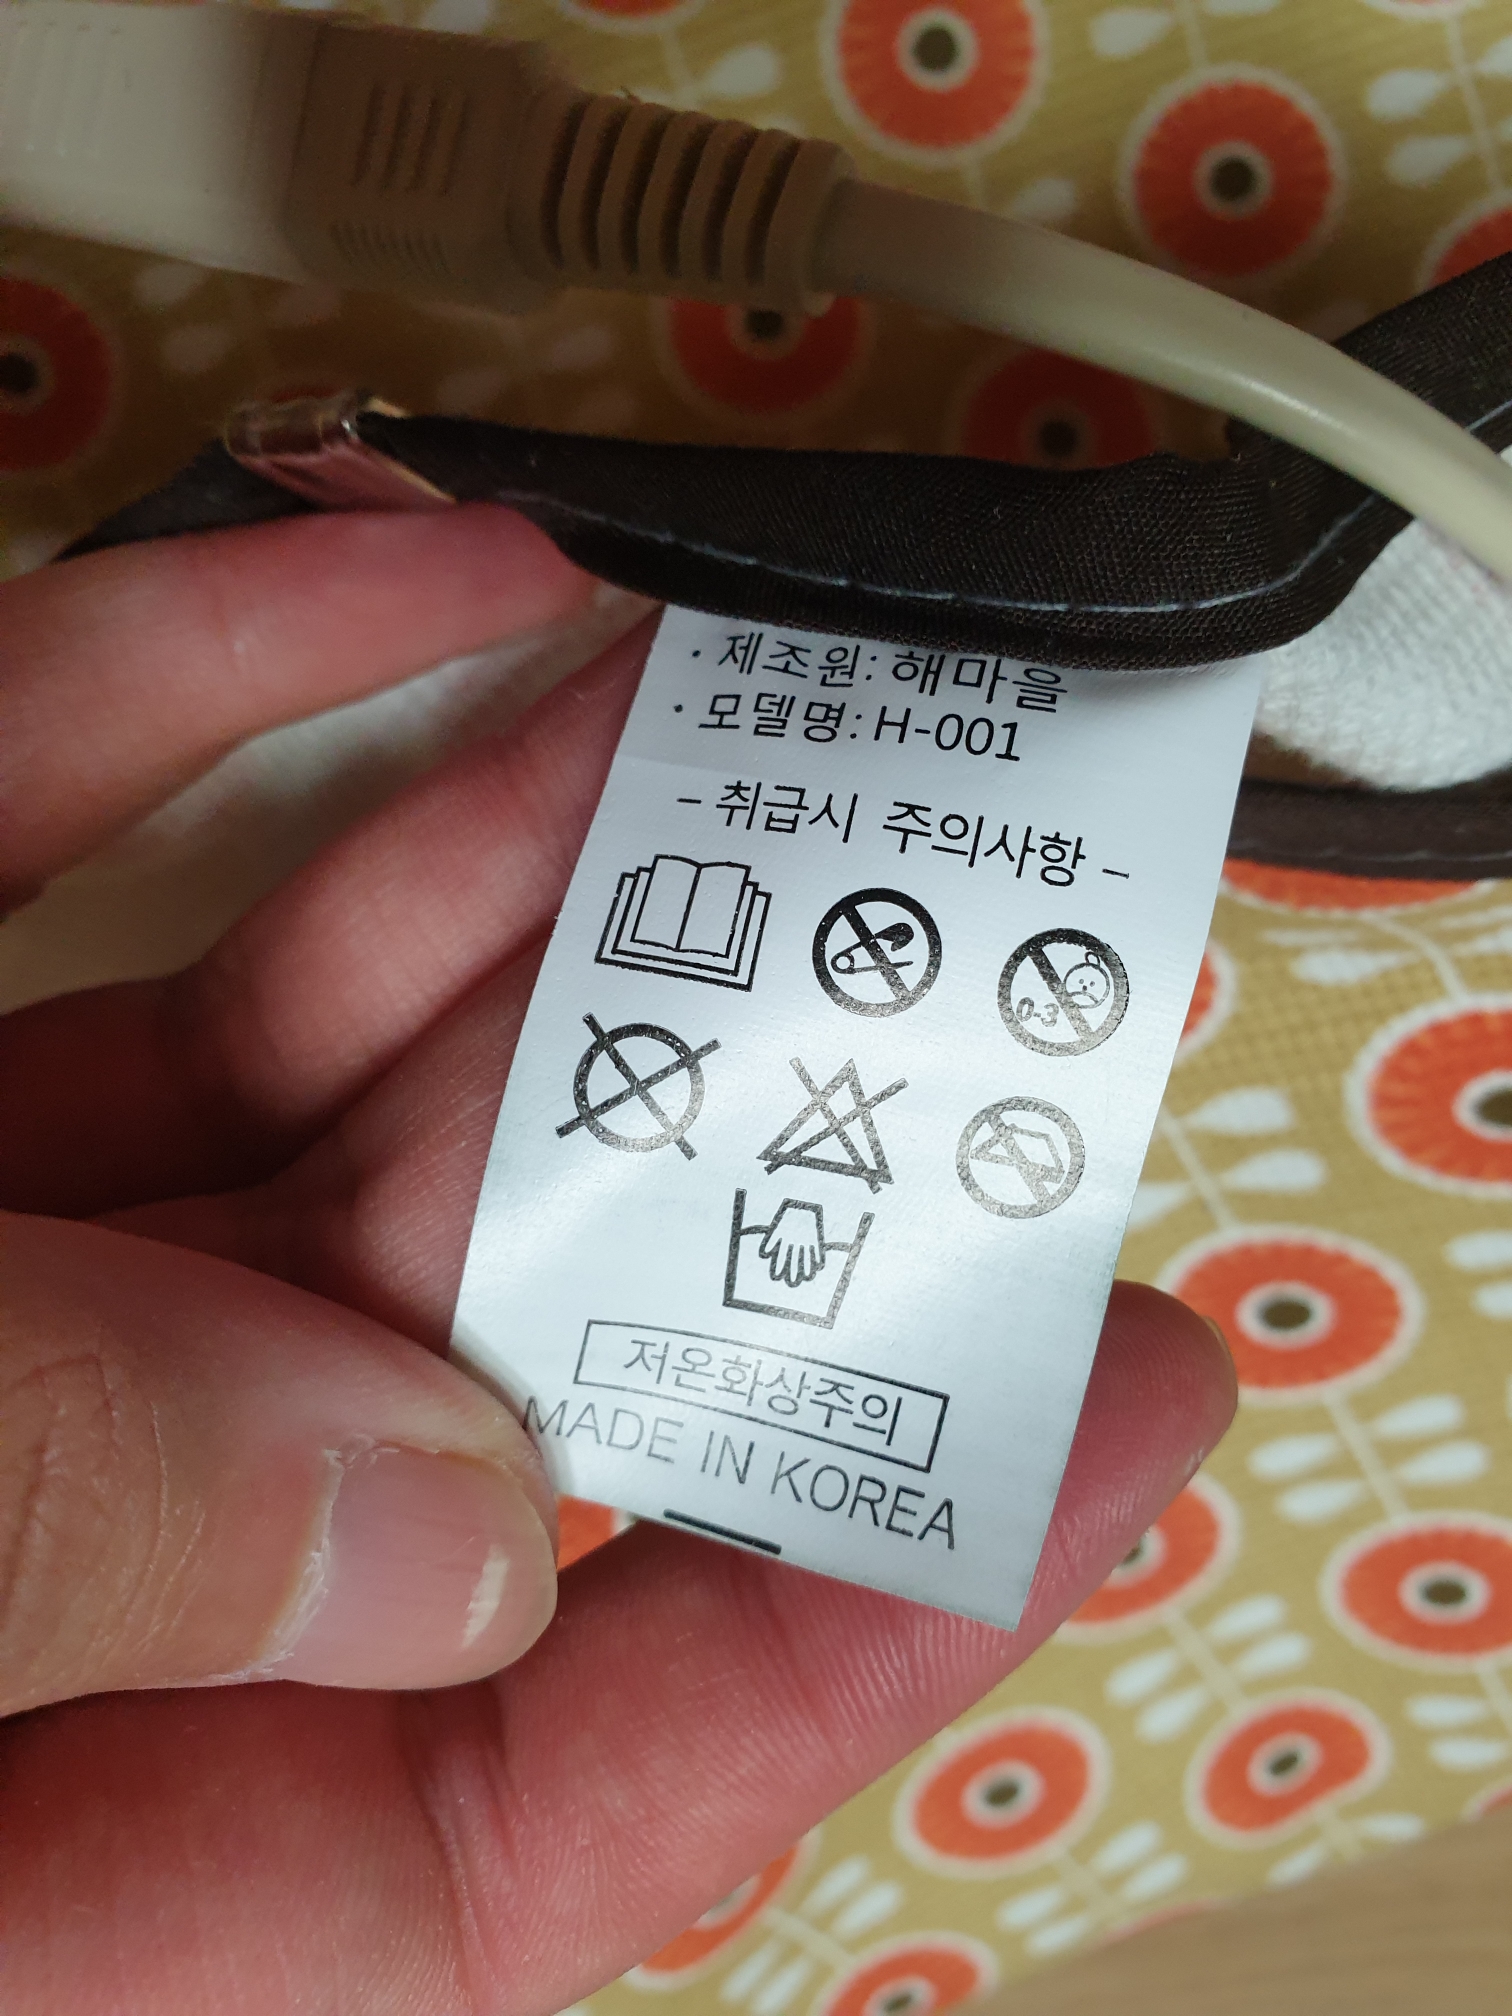 · 제조원: 해마을
· 모델명: H-001
- 취급시 주의사항 -
0-3
저온화상주의
MADE IN KOREA